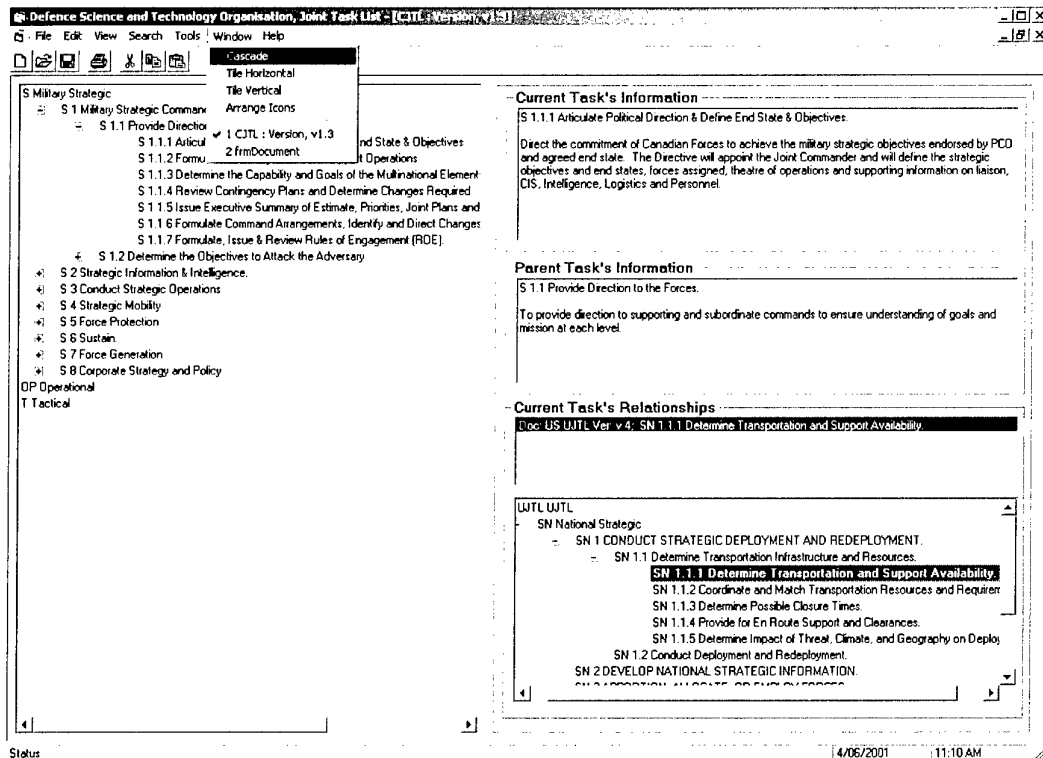 Defence Science and Technology Organisation, Joint Task List - [CJTL : Version, v1.3]
File Edit View Search Tools Window Help
Cascade
Tile Horizontal
Tile Vertical
Arrange Icons
✓ 1 CJTL : Version, v1.3
2 frmDocument
S Military Strategic
S 1 Military Strategic Comman
S 1.1 Provide Direction
S 1.1.1 Articul nd State & Objectives
S 1.1.2 Formu t Operations
S 1.1.3 Determine the Capability and Goals of the Multinational Element
S 1.1.4 Review Contingency Plans and Determine Changes Required
S 1.1.5 Issue Executive Summary of Estimate, Priorities, Joint Plans and
S 1.1.6 Formulate Command Arrangements, Identify and Direct Changes
S 1.1.7 Formulate, Issue & Review Rules of Engagement (ROE).
S 1.2 Determine the Objectives to Attack the Adversary
S 2 Strategic Information & Intelligence.
S 3 Conduct Strategic Operations
S 4 Strategic Mobility
S 5 Force Protection
S 6 Sustain.
S 7 Force Generation
S 8 Corporate Strategy and Policy
OP Operational
T Tactical
Current Task's Information
S 1.1.1 Articulate Political Direction & Define End State & Objectives.
Direct the commitment of Canadian Forces to achieve the military strategic objectives endorsed by PCO
and agreed end state. The Directive will appoint the Joint Commander and will define the strategic
objectives and end states, forces assigned, theatre of operations and supporting information on liaison,
CIS, Intelligence, Logistics and Personnel.
Parent Task's Information
S 1.1 Provide Direction to the Forces.
To provide direction to supporting and subordinate commands to ensure understanding of goals and
mission at each level.
Current Task's Relationships
Doc: US UJTL Ver: v 4; SN 1.1.1 Determine Transportation and Support Availability.
UJTL UJTL
SN National Strategic
SN 1 CONDUCT STRATEGIC DEPLOYMENT AND REDEPLOYMENT.
SN 1.1 Determine Transportation Infrastructure and Resources.
SN 1.1.1 Determine Transportation and Support Availability.
SN 1.1.2 Coordinate and Match Transportation Resources and Requirem
SN 1.1.3 Determine Possible Closure Times.
SN 1.1.4 Provide for En Route Support and Clearances.
SN 1.1.5 Determine Impact of Threat, Climate, and Geography on Deploy
SN 1.2 Conduct Deployment and Redeployment.
SN 2 DEVELOP NATIONAL STRATEGIC INFORMATION.
SN 3 APPORTION, ALLOCATE, OR EMPLOY FORCES
Status 4/06/2001 11:10 AM